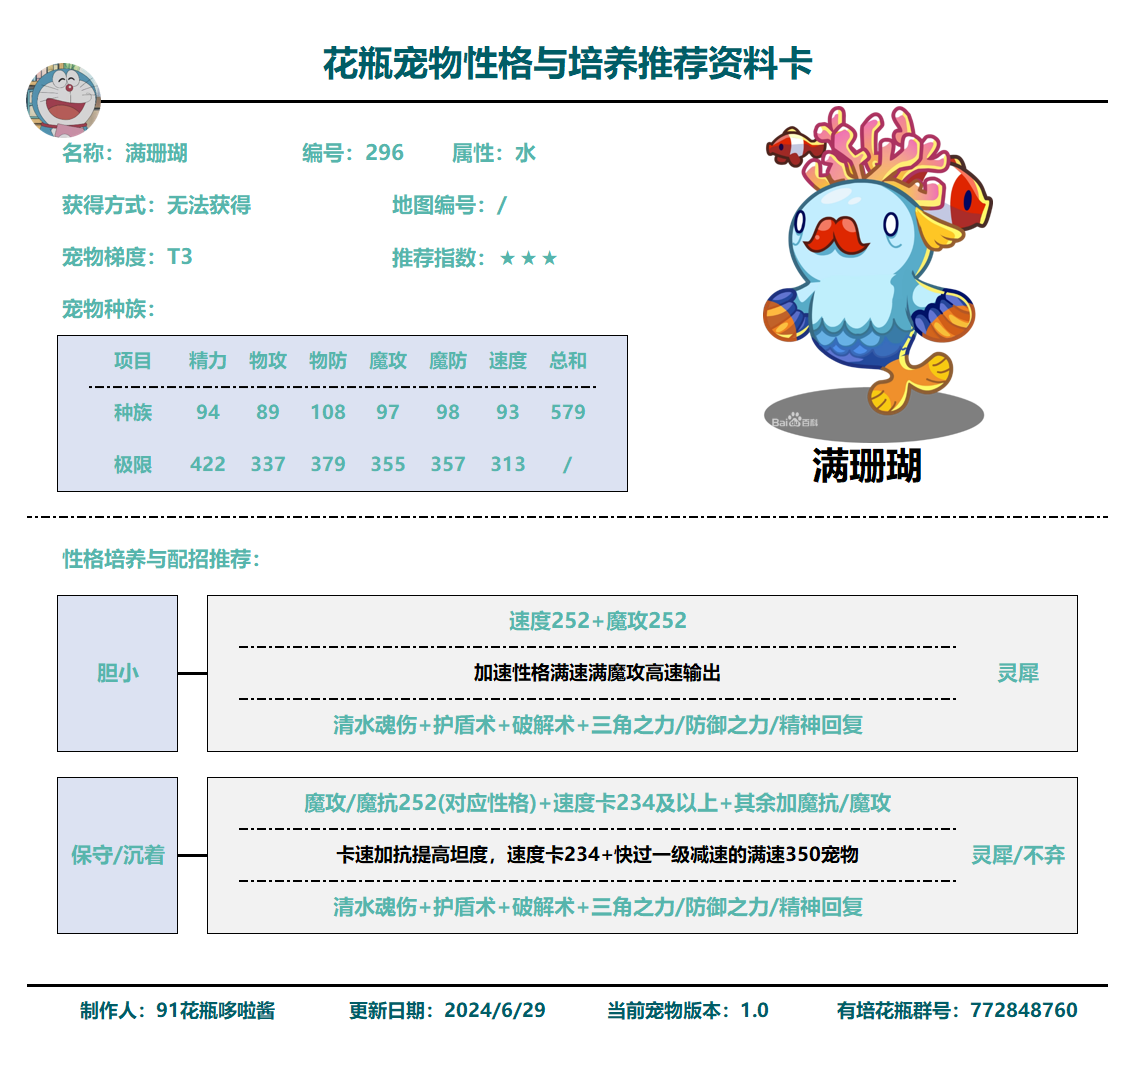 花瓶宠物性格与培养推荐资料卡
名称：满珊瑚 编号：296 属性：水
获得方式：无法获得 地图编号：/
宠物梯度：T3 推荐指数：★★★
宠物种族：
项目 精力 物攻 物防 魔攻 魔防 速度 总和
种族 94 89 108 97 98 93 579
极限 422 337 379 355 357 313 /
Bai百科
满珊瑚
性格培养与配招推荐：
胆小
速度252+魔攻252
加速性格满速满魔攻高速输出
清水魂伤+护盾术+破解术+三角之力/防御之力/精神回复
灵犀
保守/沉着
魔攻/魔抗252(对应性格)+速度卡234及以上+其余加魔抗/魔攻
卡速加抗提高坦度，速度卡234+快过一级减速的满速350宠物
清水魂伤+护盾术+破解术+三角之力/防御之力/精神回复
灵犀/不弃
制作人：91花瓶哆啦酱 更新日期：2024/6/29 当前宠物版本：1.0 有培花瓶群号：772848760